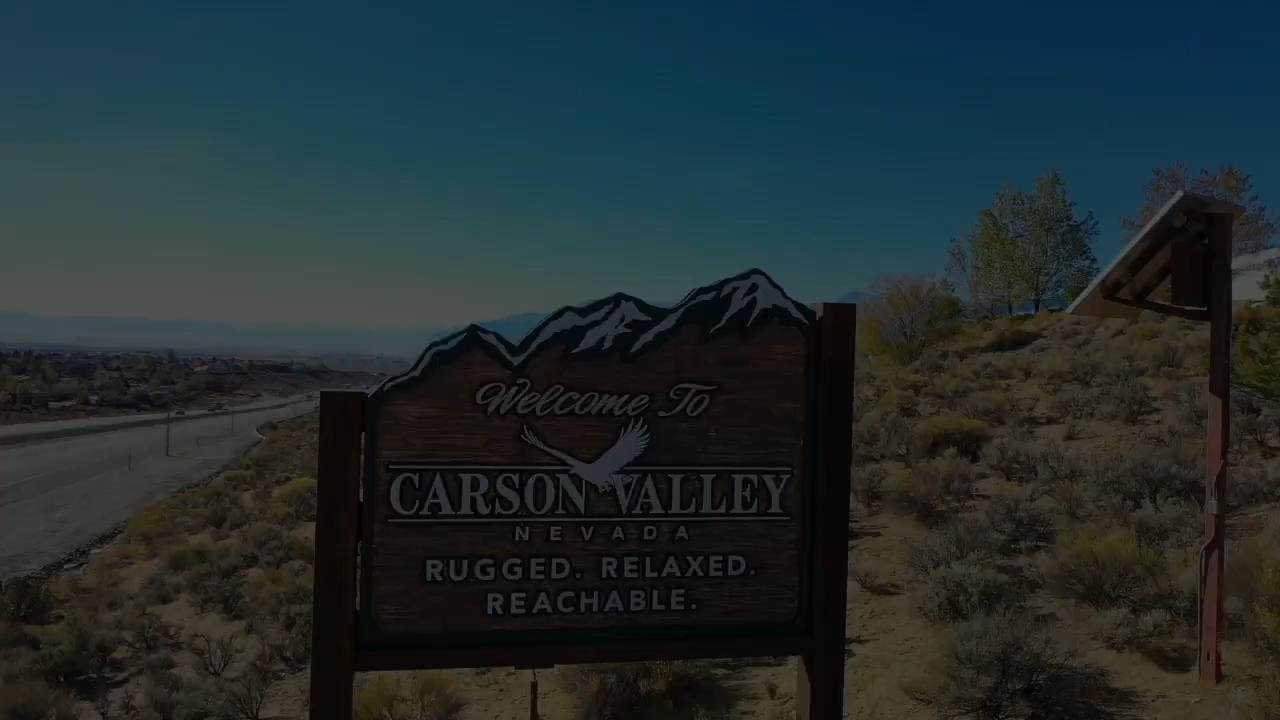 Welcome To
CARSON VALLEY
NEVADA
RUGGED. RELAXED.
REACHABLE.